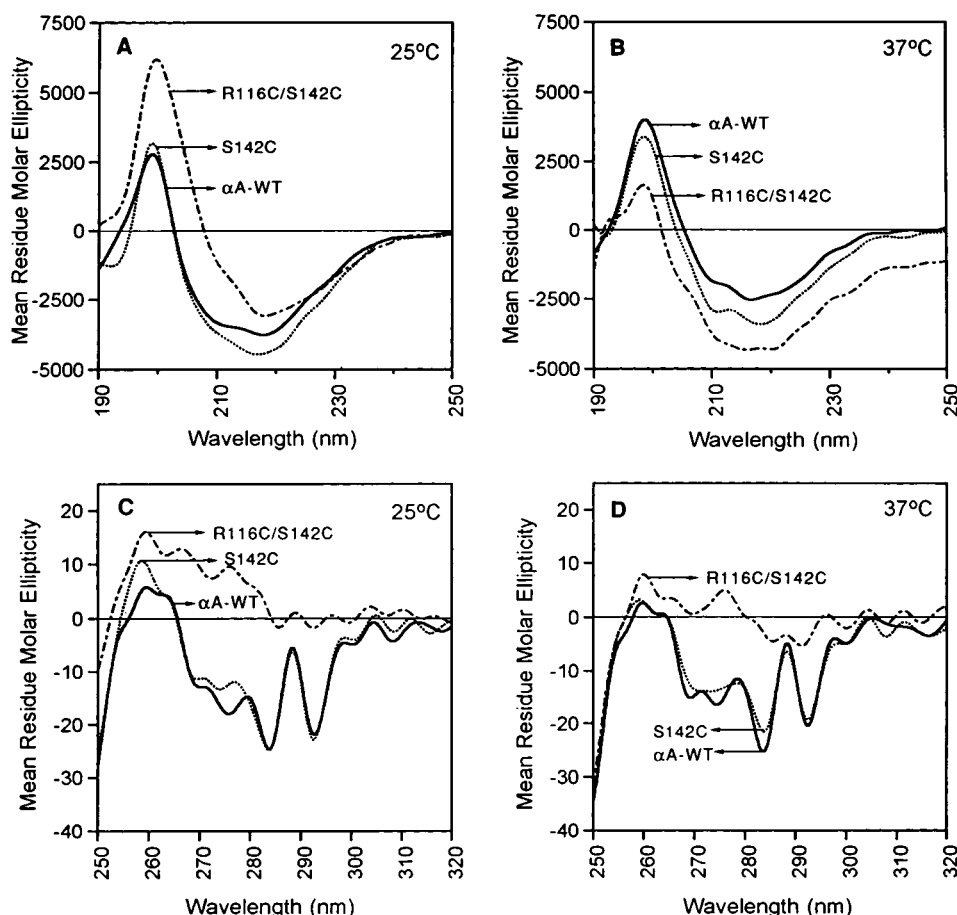 A
25°C
7500
5000
2500
0
-2500
-5000
Mean Residue Molar Ellipticity
R116C/S142C
S142C
αA-WT
190
210
230
250
Wavelength (nm)
B
37°C
7500
5000
2500
0
-2500
-5000
Mean Residue Molar Ellipticity
αA-WT
S142C
R116C/S142C
190
210
230
250
Wavelength (nm)
C
25°C
20
10
0
-10
-20
-30
-40
Mean Residue Molar Ellipticity
R116C/S142C
S142C
αA-WT
250
260
270
280
290
300
310
320
Wavelength (nm)
D
37°C
20
10
0
-10
-20
-30
-40
Mean Residue Molar Ellipticity
R116C/S142C
S142C
αA-WT
250
260
270
280
290
300
310
320
Wavelength (nm)